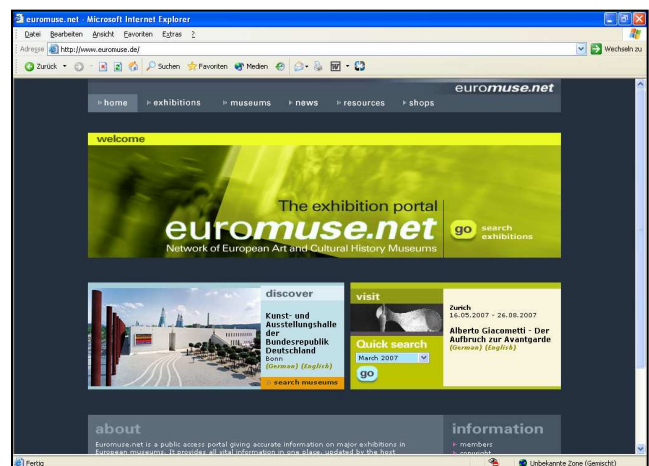 euromuse.net - Microsoft Internet Explorer
Datei Bearbeiten Ansicht Favoriten Extras ?
Adresse http://www.euromuse.de/ Wechseln zu
Zurück Suchen Favoriten Medien
euromuse.net
home exhibitions museums news resources shops
welcome
The exhibition portal
euromuse.net
Network of European Art and Cultural History Museums
go search
exhibitions
discover
Kunst- und
Ausstellungshalle
der
Bundesrepublik
Deutschland
Bonn
(German) (English)
search museums
visit
Quick search
March 2007
go
Zurich
16.05.2007 - 26.08.2007
Alberto Giacometti - Der
Aufbruch zur Avantgarde
(German) (English)
about
Euromuse.net is a public access portal giving accurate information on major exhibitions in
European museums. It provides all vital information in one place, updated by the host
information
members
copyright
Fertig
Unbekannte Zone (Gemischt)